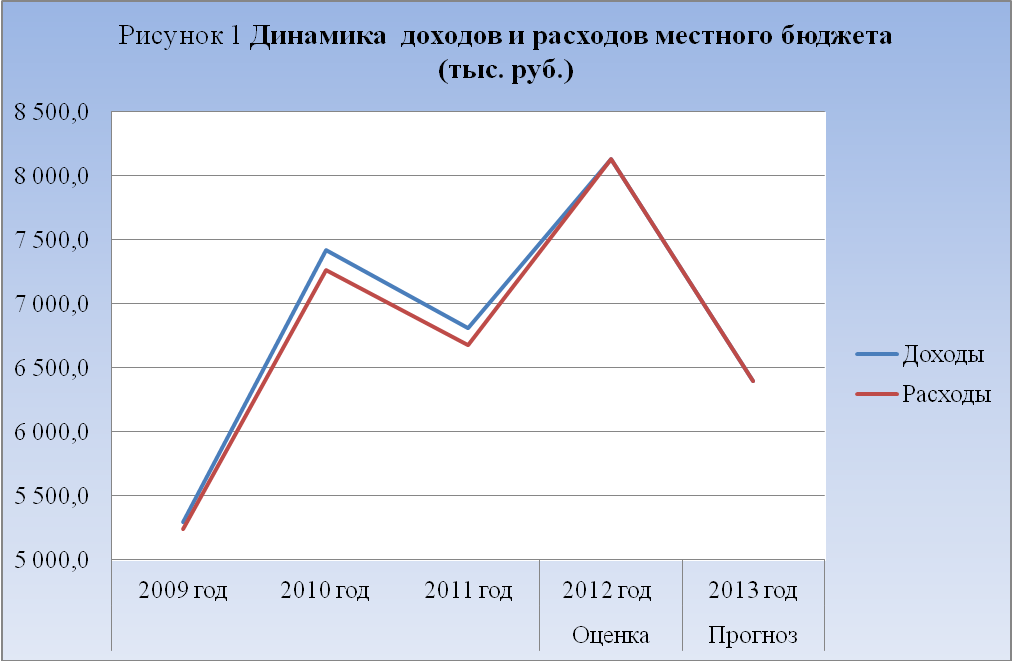 Рисунок 1 Динамика доходов и расходов местного бюджета
(тыс. руб.)
8 500,0
8 000,0
7 500,0
7 000,0
6 500,0
6 000,0
5 500,0
5 000,0
Доходы
Расходы
2009 год 2010 год 2011 год 2012 год 2013 год
Оценка Прогноз